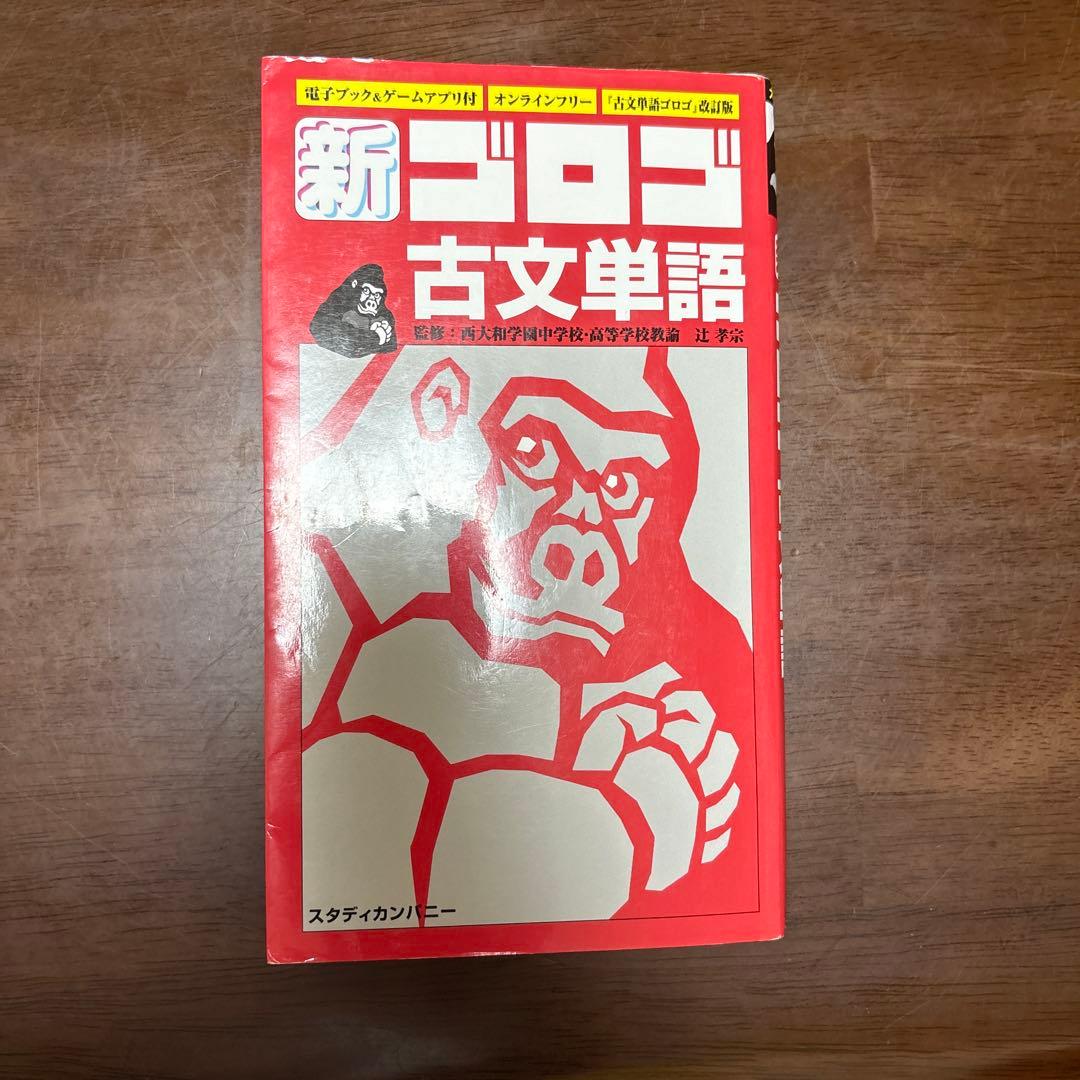 電子ブック&ゲームアプリ付 オンラインフリー 『古文単語ゴロゴ』改訂版
新ゴロゴ
古文単語
監修：西大和学園中学校・高等学校教諭 辻 孝宗
スタディカンパニー